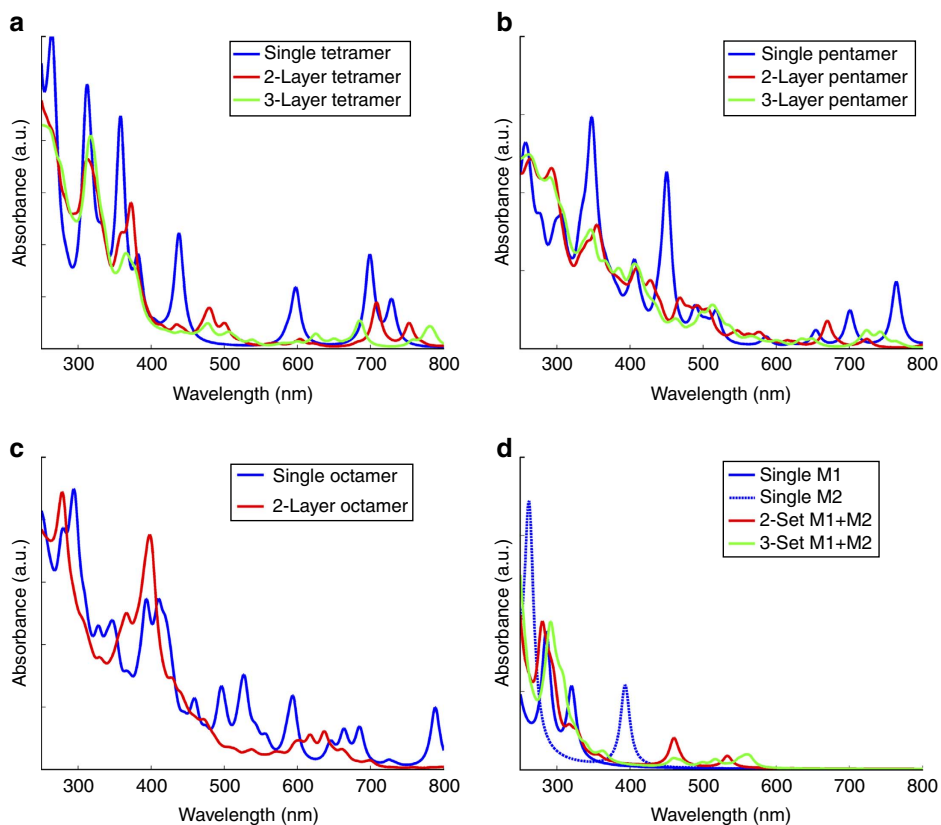 a
Single tetramer
2-Layer tetramer
3-Layer tetramer
Absorbance (a.u.)
300 400 500 600 700 800
Wavelength (nm)
b
Single pentamer
2-Layer pentamer
3-Layer pentamer
Absorbance (a.u.)
300 400 500 600 700 800
Wavelength (nm)
c
Single octamer
2-Layer octamer
Absorbance (a.u.)
300 400 500 600 700 800
Wavelength (nm)
d
Single M1
Single M2
2-Set M1+M2
3-Set M1+M2
Absorbance (a.u.)
300 400 500 600 700 800
Wavelength (nm)